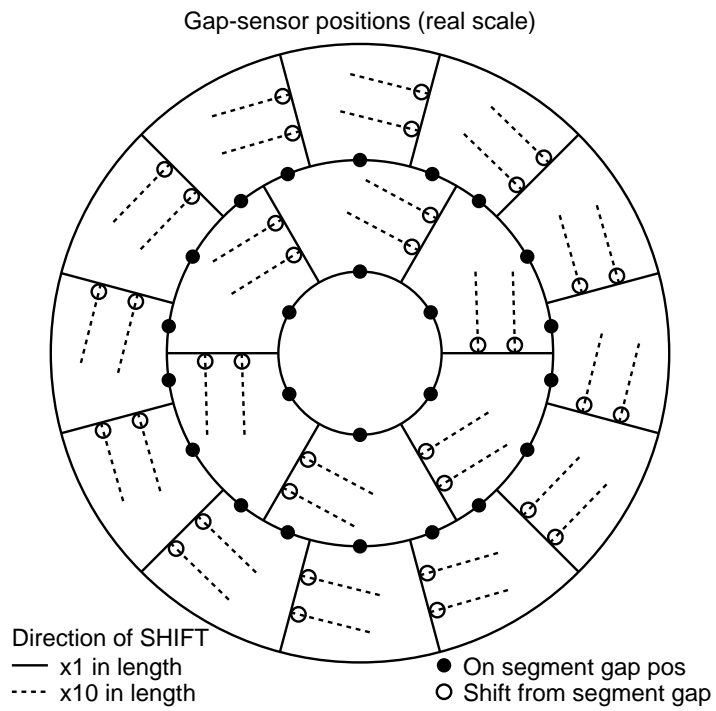 Gap-sensor positions (real scale)
Direction of SHIFT
x1 in length
x10 in length
On segment gap pos
Shift from segment gap